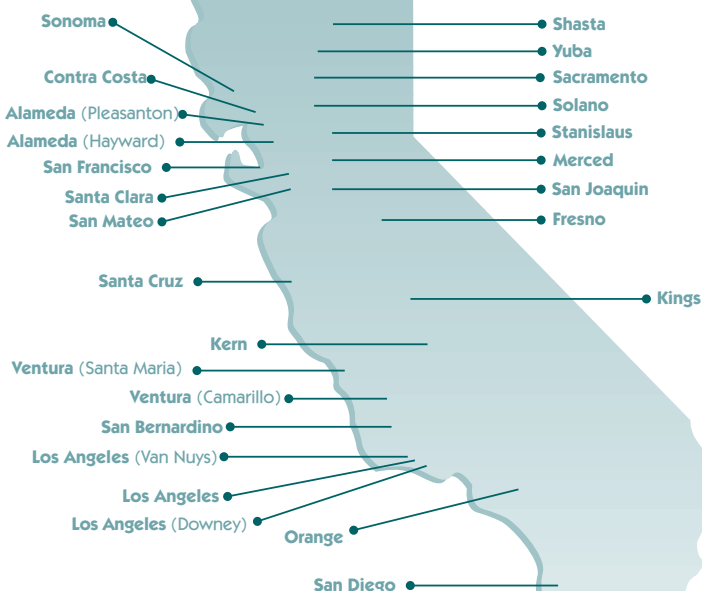 Sonoma
Contra Costa
Alameda (Pleasanton)
Alameda (Hayward)
San Francisco
Santa Clara
San Mateo
Santa Cruz
Kern
Ventura (Santa Maria)
Ventura (Camarillo)
San Bernardino
Los Angeles (Van Nuys)
Los Angeles
Los Angeles (Downey)
Orange
San Diego
Shasta
Yuba
Sacramento
Solano
Stanislaus
Merced
San Joaquin
Fresno
Kings